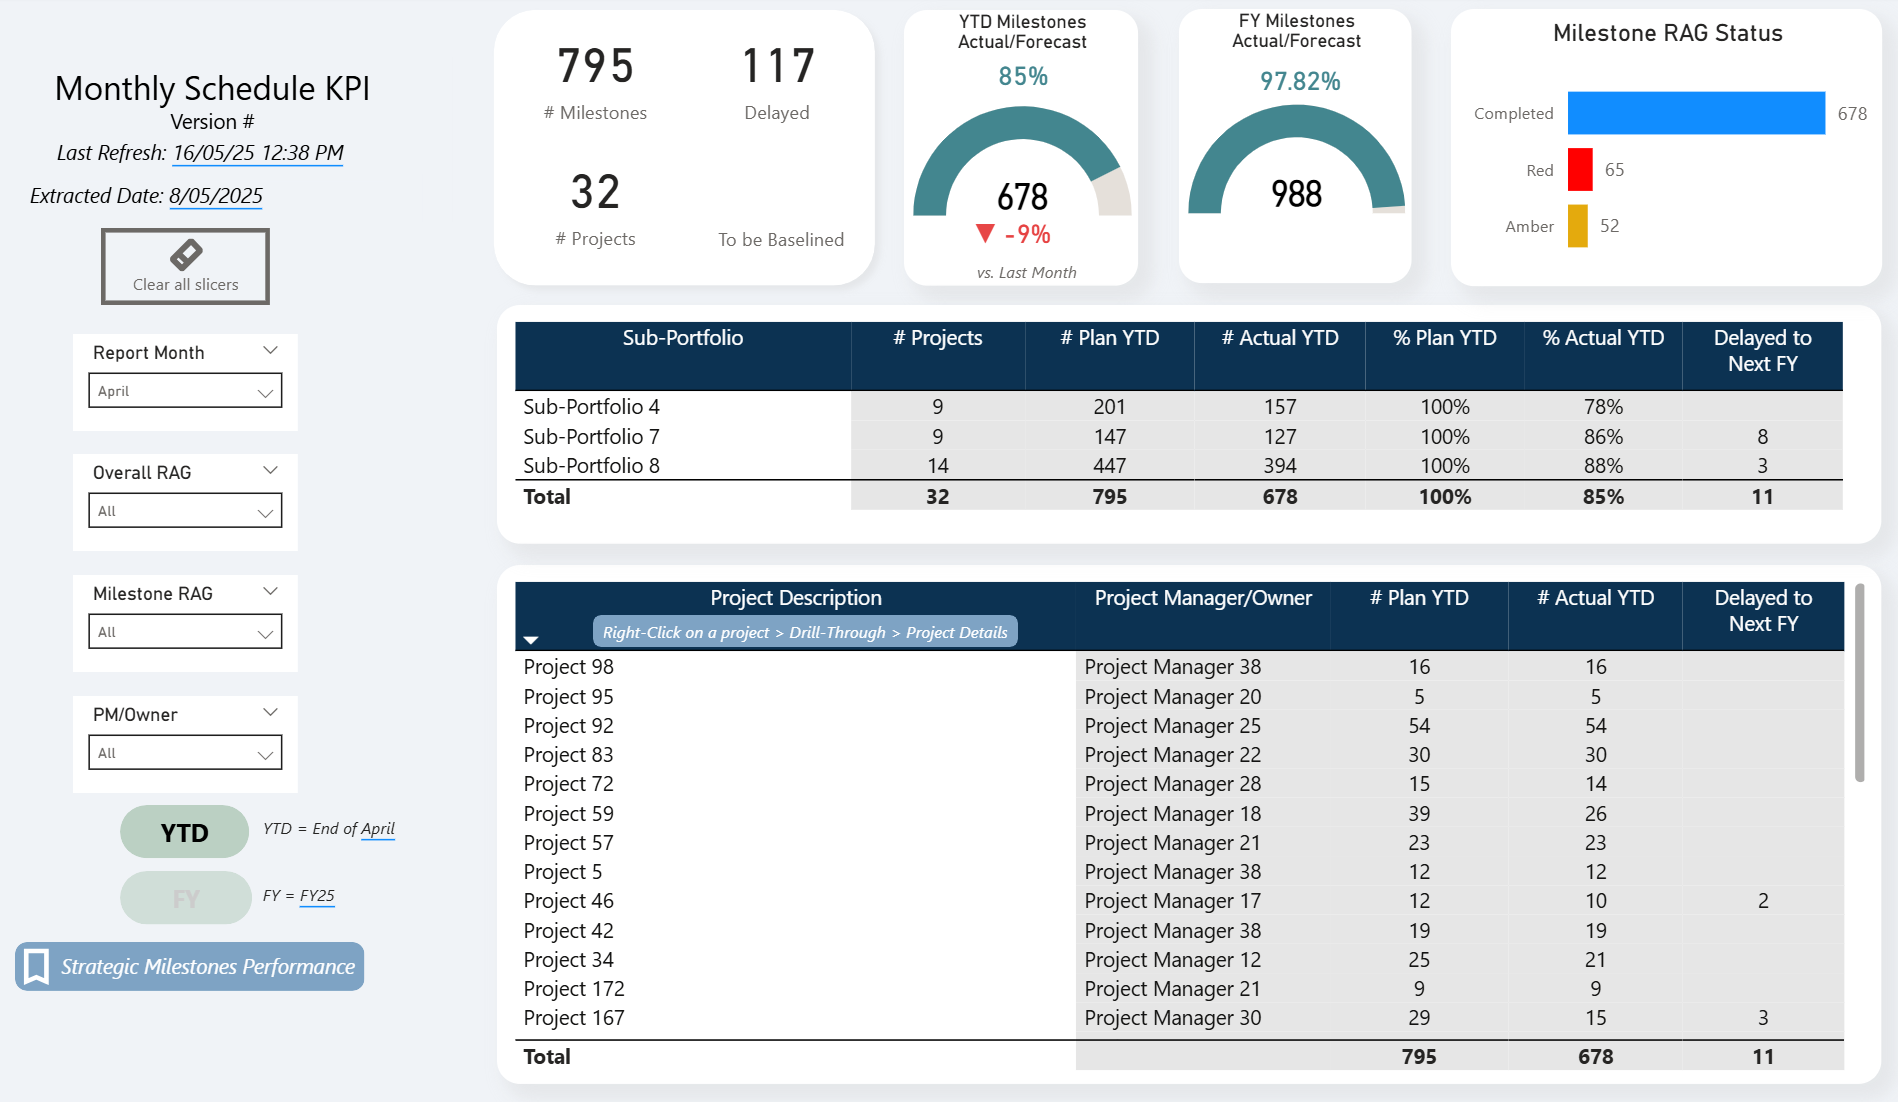 Monthly Schedule KPI
Version #
Last Refresh: 16/05/25 12:38 PM
Extracted Date: 8/05/2025
Clear all slicers
Report Month
April
Overall RAG
All
Milestone RAG
All
PM/Owner
All
YTD
YTD = End of April
FY
FY = FY25
Strategic Milestones Performance
795
# Milestones
117
Delayed
32
# Projects
To be Baselined
YTD Milestones
Actual/Forecast
85%
678
-9%
vs. Last Month
FY Milestones
Actual/Forecast
97.82%
988
Milestone RAG Status
Completed 678
Red 65
Amber 52
Sub-Portfolio # Projects # Plan YTD # Actual YTD % Plan YTD % Actual YTD Delayed to
Next FY
Sub-Portfolio 4 9 201 157 100% 78%
Sub-Portfolio 7 9 147 127 100% 86% 8
Sub-Portfolio 8 14 447 394 100% 88% 3
Total 32 795 678 100% 85% 11
Project Description Project Manager/Owner # Plan YTD # Actual YTD Delayed to
Next FY
Right-Click on a project > Drill-Through > Project Details
Project 98 Project Manager 38 16 16
Project 95 Project Manager 20 5 5
Project 92 Project Manager 25 54 54
Project 83 Project Manager 22 30 30
Project 72 Project Manager 28 15 14
Project 59 Project Manager 18 39 26
Project 57 Project Manager 21 23 23
Project 5 Project Manager 38 12 12
Project 46 Project Manager 17 12 10 2
Project 42 Project Manager 38 19 19
Project 34 Project Manager 12 25 21
Project 172 Project Manager 21 9 9
Project 167 Project Manager 30 29 15 3
Total 795 678 11